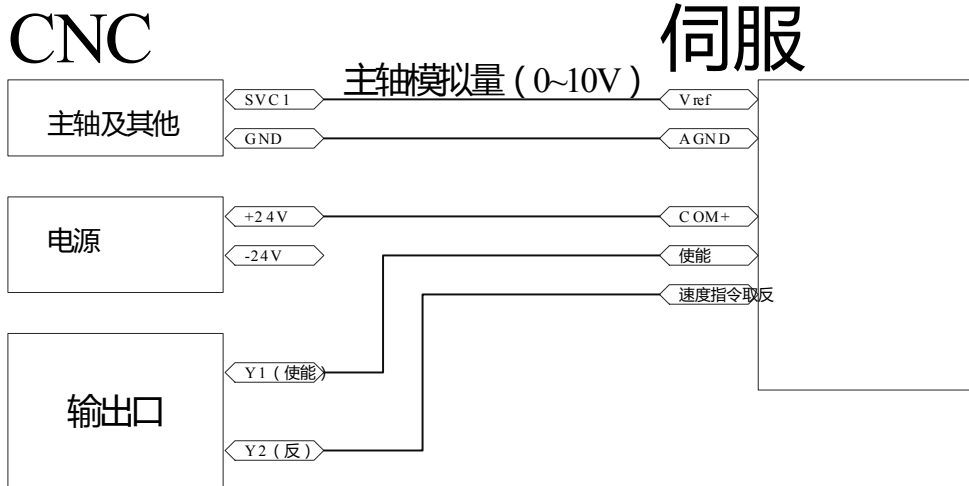 CNC
伺服
主轴模拟量（0~10V）
主轴及其他
SVC1
Vref
GND
AGND
电源
+24V
COM+
-24V
使能
速度指令取反
输出口
Y1（使能）
Y2（反）